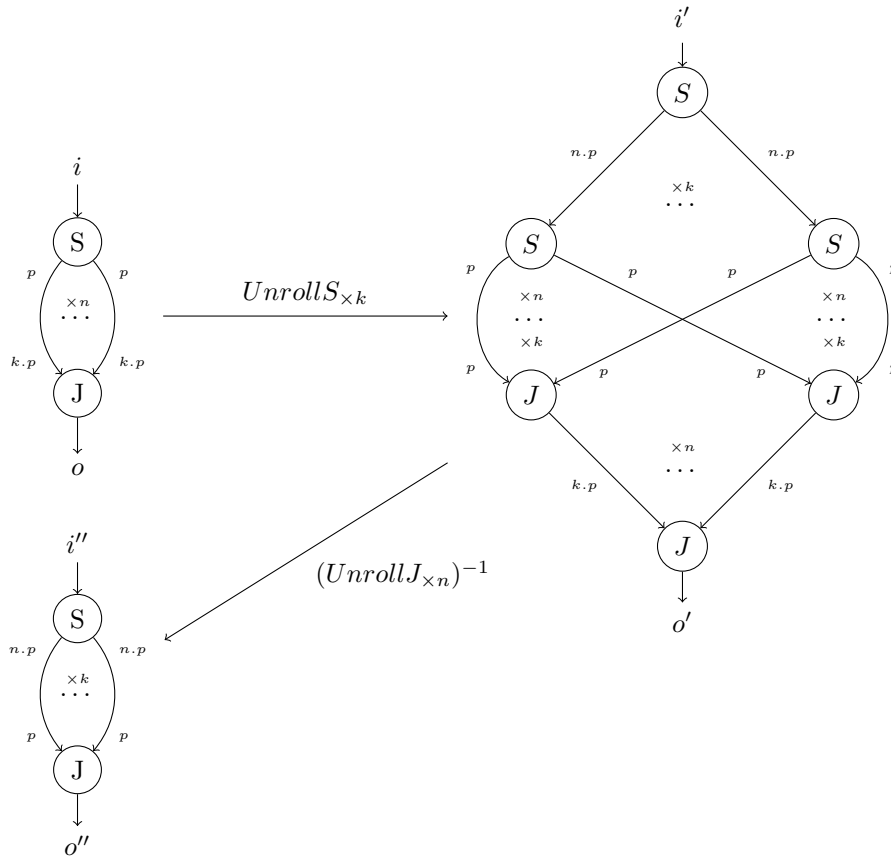 i'
S
n.p n.p
×k
...
i
S
p p
×n
...
k.p k.p
J
o
UnrollS×k
S S
p p p
×n ×n
... ...
×k ×k
p p p
J J
×n
...
k.p k.p
J
o'
(UnrollJ×n)−1
i''
S
n.p n.p
×k
...
p p
J
o''